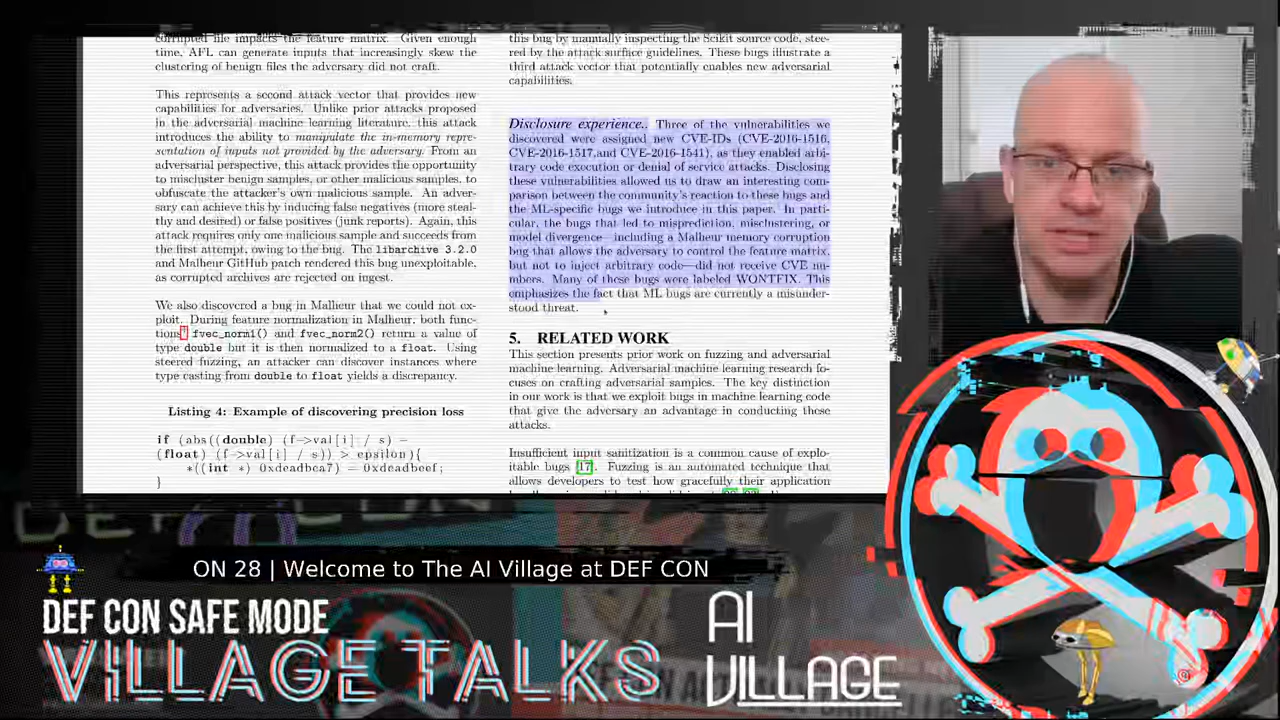 corrupted file impacts the feature matrix. Given enough
time, AFL can generate inputs that increasingly skew the
clustering of benign files the adversary did not craft.
This represents a second attack vector that provides new
capabilities for adversaries. Unlike prior attacks proposed
in the adversarial machine learning literature, this attack
introduces the ability to manipulate the in-memory repre-
sentation of inputs not provided by the adversary. From an
adversarial perspective, this attack provides the opportunity
to miscluster benign samples, or other malicious samples, to
obfuscate the attacker's own malicious sample. An adver-
sary can achieve this by inducing false negatives (more steal-
thy and desired) or false positives (junk reports). Again, this
attack requires only one malicious sample and succeeds from
the first attempt, owing to the bug. The libarchive 3.2.0
and Malheur GitHub patch rendered this bug unexploitable,
as corrupted archives are rejected on ingest.
We also discovered a bug in Malheur that we could not ex-
ploit. During feature normalization in Malheur, both func-
tions fvec_norm1() and fvec_norm2() return a value of
type double but it is then normalized to a float. Using
steered fuzzing, an attacker can discover instances where
type casting from double to float yields a discrepancy.
Listing 4: Example of discovering precision loss
if (abs((double) (f->val[i] / s) -
(float) (f->val[i] / s)) > epsilon){
*((int *) 0xdeadbea7) = 0xdeadbeef;
}
this bug by manually inspecting the Scikit source code, stee-
red by the attack surface guidelines. These bugs illustrate a
third attack vector that potentially enables new adversarial
capabilities.
Disclosure experience.. Three of the vulnerabilities we
discovered were assigned new CVE-IDs (CVE-2016-1516,
CVE-2016-1517,and CVE-2016-1541), as they enabled arbi-
trary code execution or denial of service attacks. Disclosing
these vulnerabilities allowed us to draw an interesting com-
parison between the community's reaction to these bugs and
the ML-specific bugs we introduce in this paper. In parti-
cular, the bugs that led to misprediction, misclustering, or
model divergence—including a Malheur memory corruption
bug that allows the adversary to control the feature matrix,
but not to inject arbitrary code—did not receive CVE nu-
mbers. Many of these bugs were labeled WONTFIX. This
emphasizes the fact that ML bugs are currently a misunder-
stood threat.
5. RELATED WORK
This section presents prior work on fuzzing and adversarial
machine learning. Adversarial machine learning research fo-
cuses on crafting adversarial samples. The key distinction
in our work is that we exploit bugs in machine learning code
that give the adversary an advantage in conducting these
attacks.
Insufficient input sanitization is a common cause of explo-
itable bugs [17]. Fuzzing is an automated technique that
allows developers to test how gracefully their application
ON 28 | Welcome to The AI Village at DEF CON
DEF CON SAFE MODE
VILLAGE TALKS
AI
VILLAGE